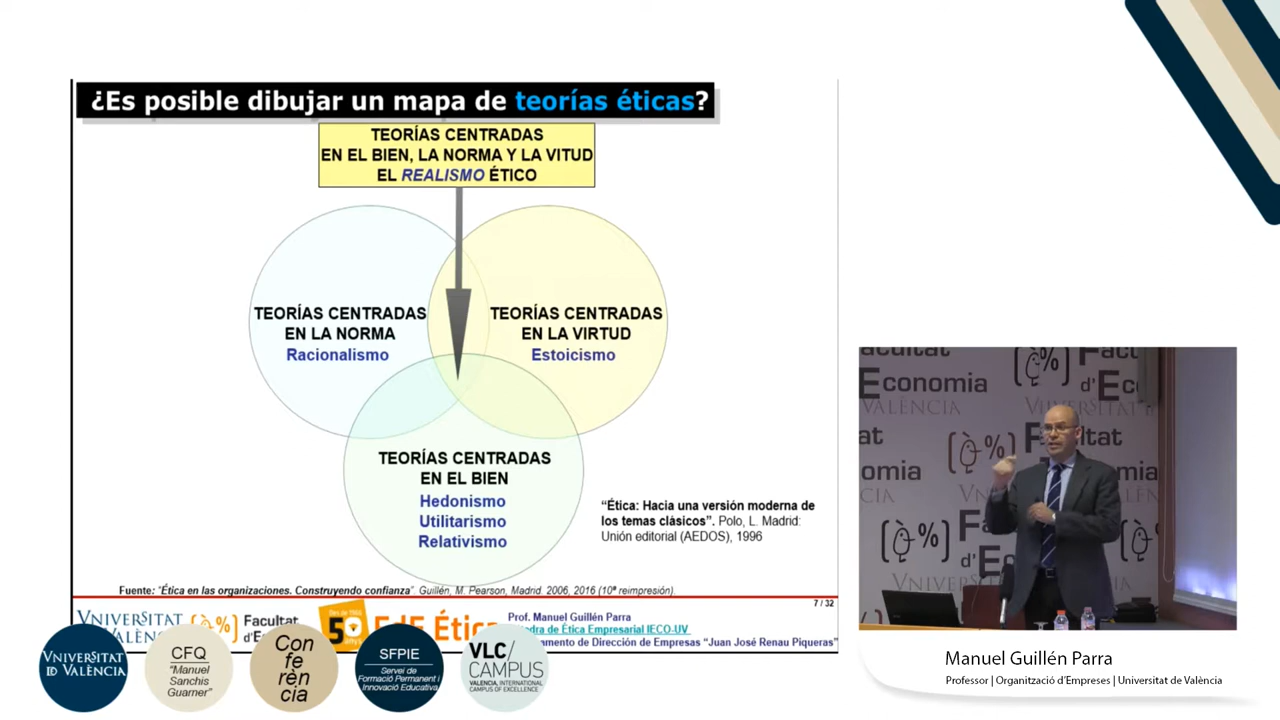 ¿Es posible dibujar un mapa de teorías éticas?
TEORÍAS CENTRADAS
EN EL BIEN, LA NORMA Y LA VITUD
EL REALISMO ÉTICO
TEORÍAS CENTRADAS
EN LA NORMA
Racionalismo
TEORÍAS CENTRADAS
EN LA VIRTUD
Estoicismo
TEORÍAS CENTRADAS
EN EL BIEN
Hedonismo
Utilitarismo
Relativismo
“Ética: Hacia una versión moderna de
los temas clásicos”. Polo, L. Madrid:
Unión editorial (AEDOS), 1996
Fuente: “Ética en las organizaciones. Construyendo confianza”. Guillén, M. Pearson, Madrid. 2006, 2016 (10ª reimpresión).
7 / 32
VNIVERSITAT
Facultat
Prof. Manuel Guillén Parra
de Ética Empresarial IECO-UV
de Dirección de Empresas “Juan José Renau Piqueras”
VNIVERSITAT
ID VALÈNCIA
CFQ
“Manuel
Sanchis
Guarner”
Con
fe
rèn
cia
SFPIE
Servei de
Formació Permanent i
Innovació Educativa
VLC/
CAMPUS
VALENCIA, INTERNATIONAL
CAMPUS OF EXCELLENCE
acultat
Economia
VALÈNCIA
d'Eco
omia
ÈNCIA
Manuel Guillén Parra
Professor | Organització d’Empreses | Universitat de València